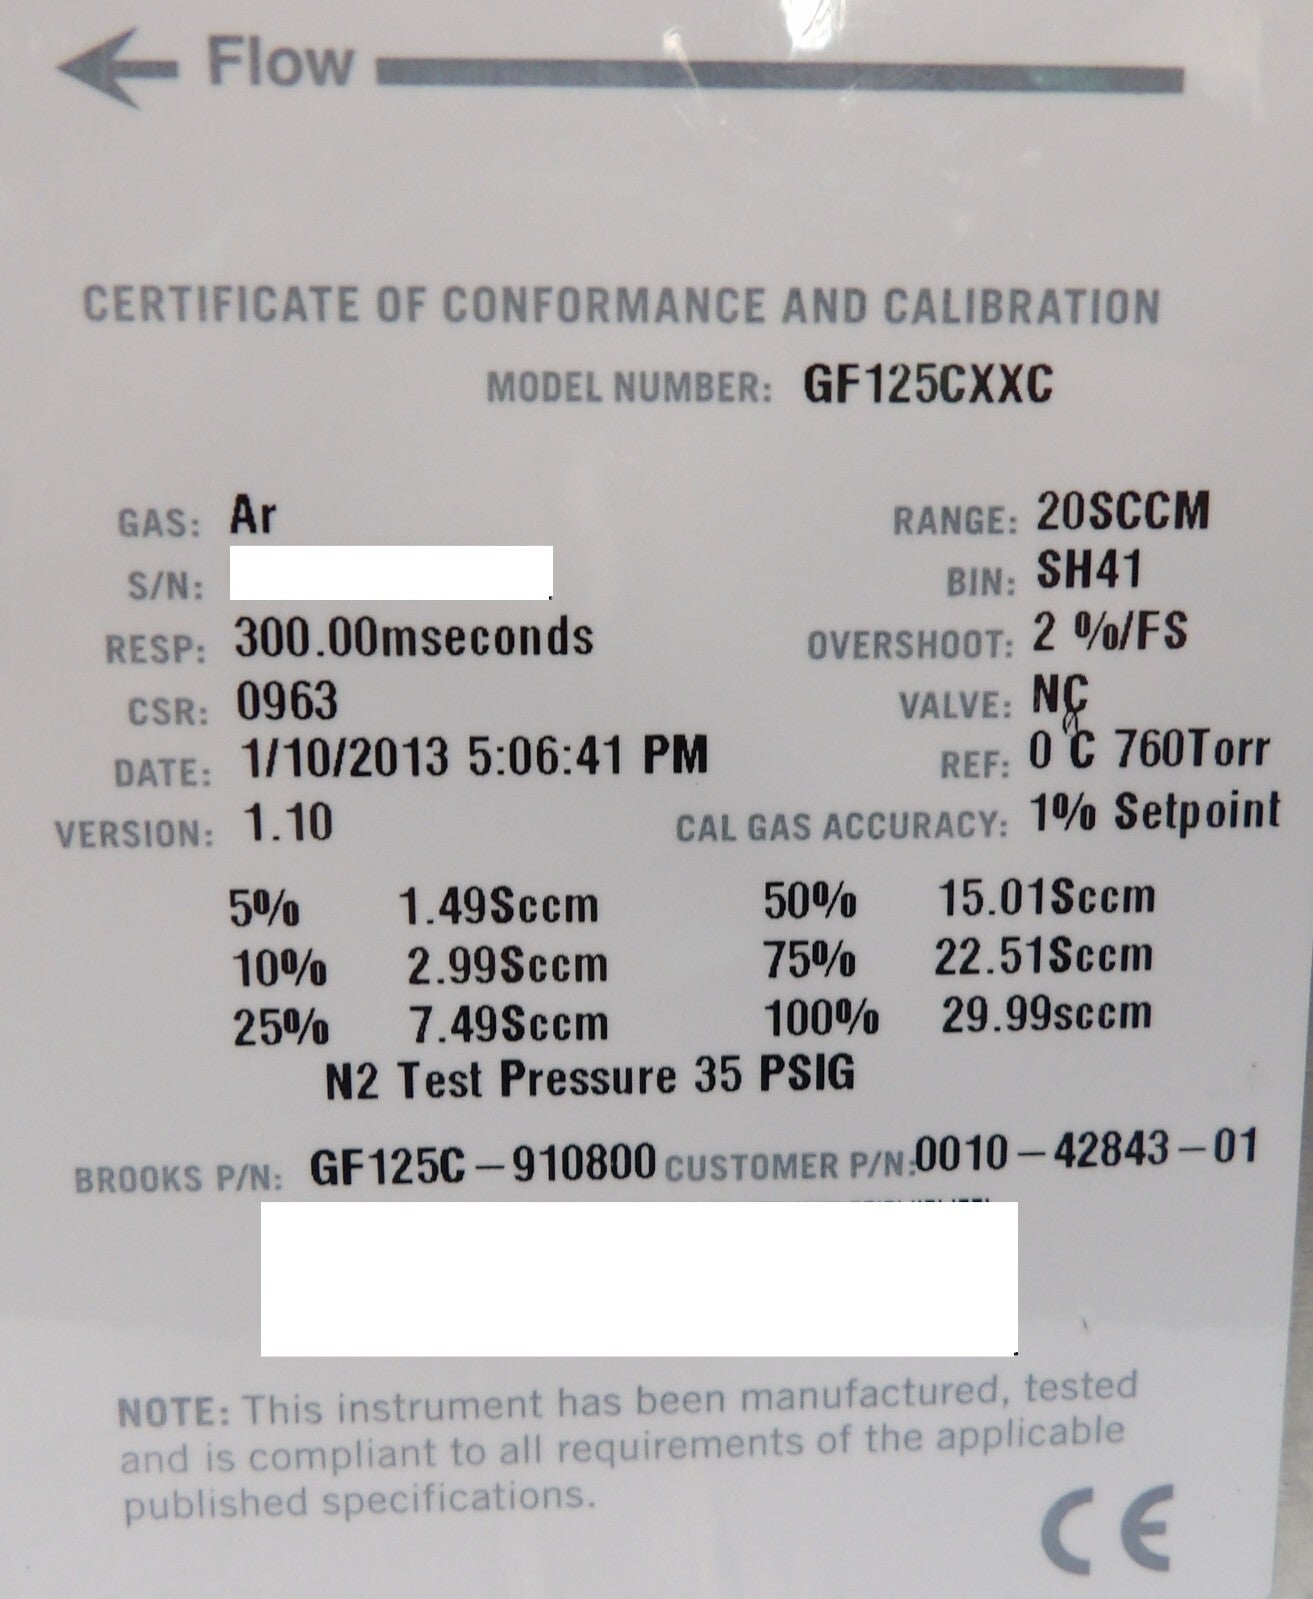 Flow
CERTIFICATE OF CONFORMANCE AND CALIBRATION
MODEL NUMBER: GF125CXXC
GAS: Ar RANGE: 20SCCM
S/N: BIN: SH41
RESP: 300.00mseconds OVERSHOOT: 2 %/FS
CSR: 0963 VALVE: NC
DATE: 1/10/2013 5:06:41 PM REF: 0 °C 760Torr
VERSION: 1.10 CAL GAS ACCURACY: 1% Setpoint
5% 1.49Sccm 50% 15.01Sccm
10% 2.99Sccm 75% 22.51Sccm
25% 7.49Sccm 100% 29.99sccm
N2 Test Pressure 35 PSIG
BROOKS P/N: GF125C-910800 CUSTOMER P/N:0010-42843-01
NOTE: This instrument has been manufactured, tested
and is compliant to all requirements of the applicable
published specifications.
CE